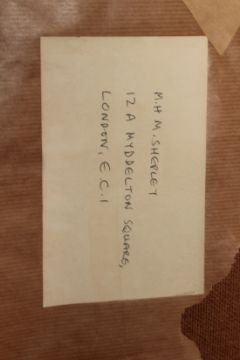 M.H M. SHEPLEY
12 A MYDDELTON SQUARE,
LONDON, E.C.1